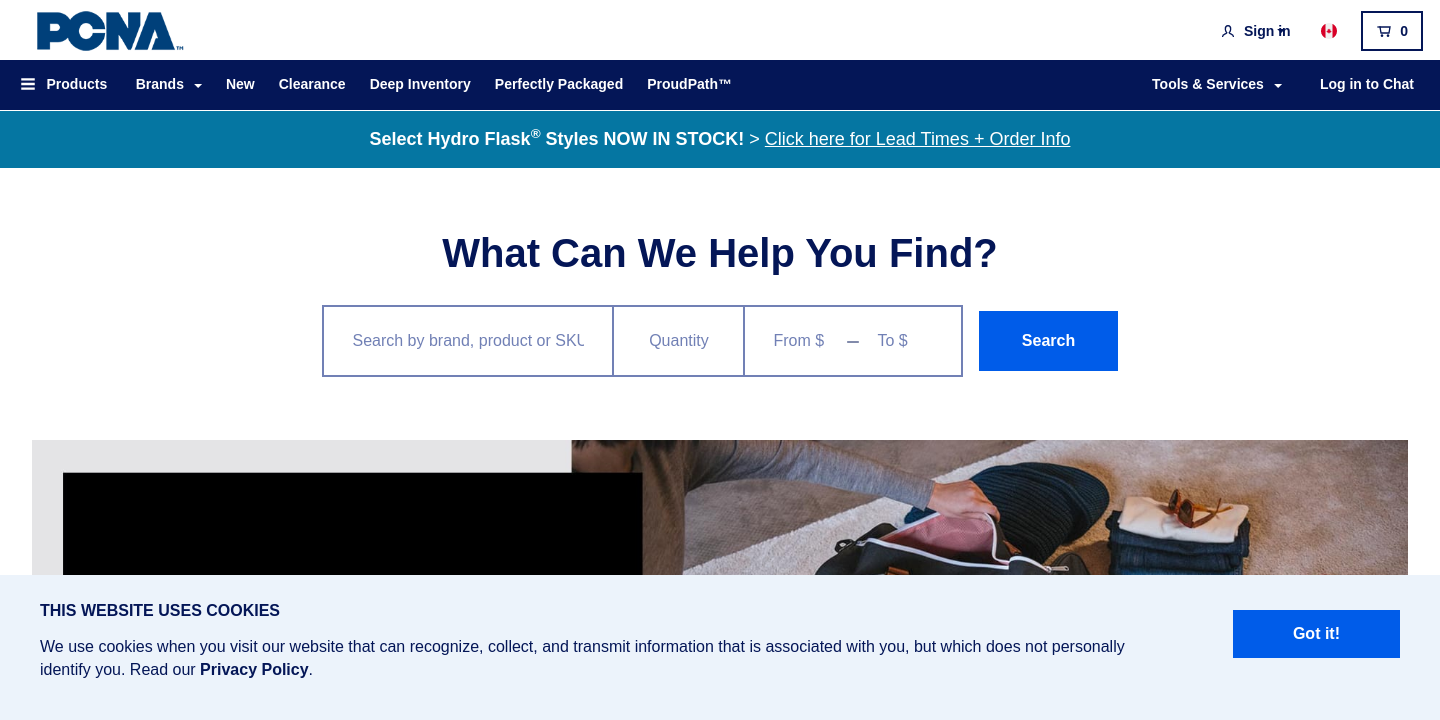 PCNA™
Sign in
0
Products
Brands
New
Clearance
Deep Inventory
Perfectly Packaged
ProudPath™
Tools & Services
Log in to Chat
Select Hydro Flask® Styles NOW IN STOCK! > Click here for Lead Times + Order Info
What Can We Help You Find?
Search by brand, product or SKU
Quantity
From $
To $
Search
THIS WEBSITE USES COOKIES
We use cookies when you visit our website that can recognize, collect, and transmit information that is associated with you, but which does not personally
identify you. Read our Privacy Policy.
Got it!